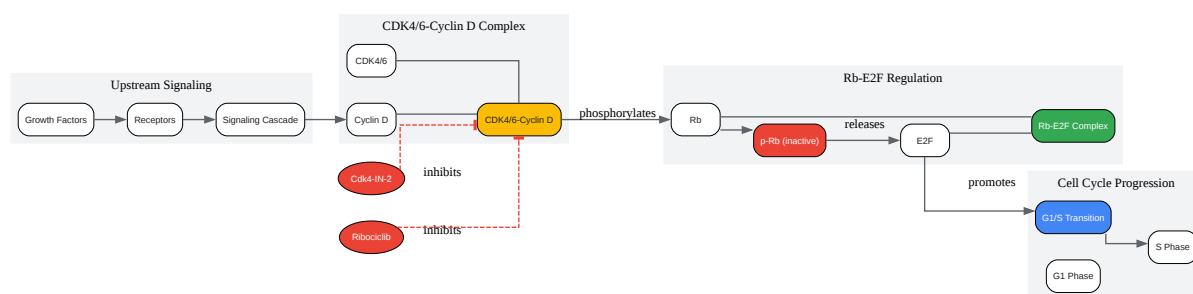 CDK4/6-Cyclin D Complex
CDK4/6
Upstream Signaling
Rb-E2F Regulation
Growth Factors
Receptors
Signaling Cascade
Cyclin D
CDK4/6-Cyclin D
phosphorylates
Rb
p-Rb (inactive)
releases
E2F
Rb-E2F Complex
Cdk4-IN-2
inhibits
Ribociclib
inhibits
promotes
Cell Cycle Progression
G1/S Transition
S Phase
G1 Phase